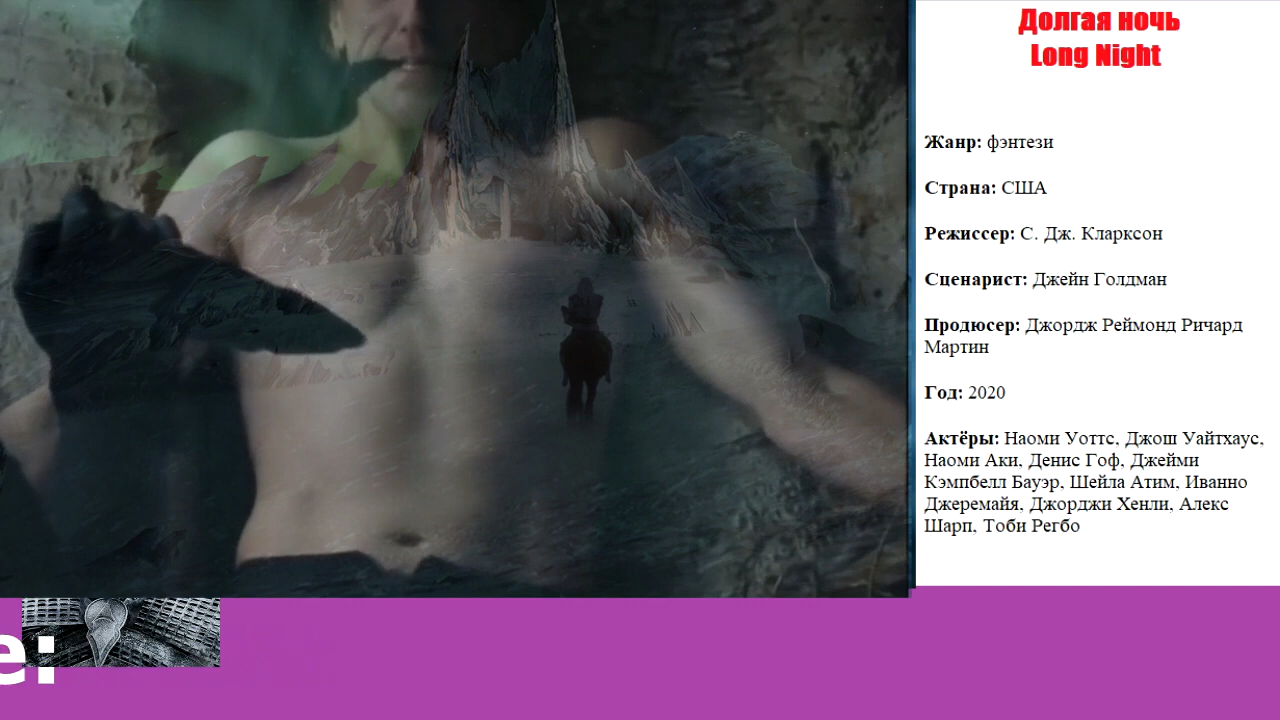 Долгая ночь
Long Night
Жанр: фэнтези
Страна: США
Режиссер: С. Дж. Кларксон
Сценарист: Джейн Голдман
Продюсер: Джордж Реймонд Ричард
Мартин
Год: 2020
Актёры: Наоми Уоттс, Джош Уайтхаус,
Наоми Аки, Денис Гоф, Джейми
Кэмпбелл Бауэр, Шейла Атим, Иванно
Джеремайя, Джорджи Хенли, Алекс
Шарп, Тоби Регбо
е: